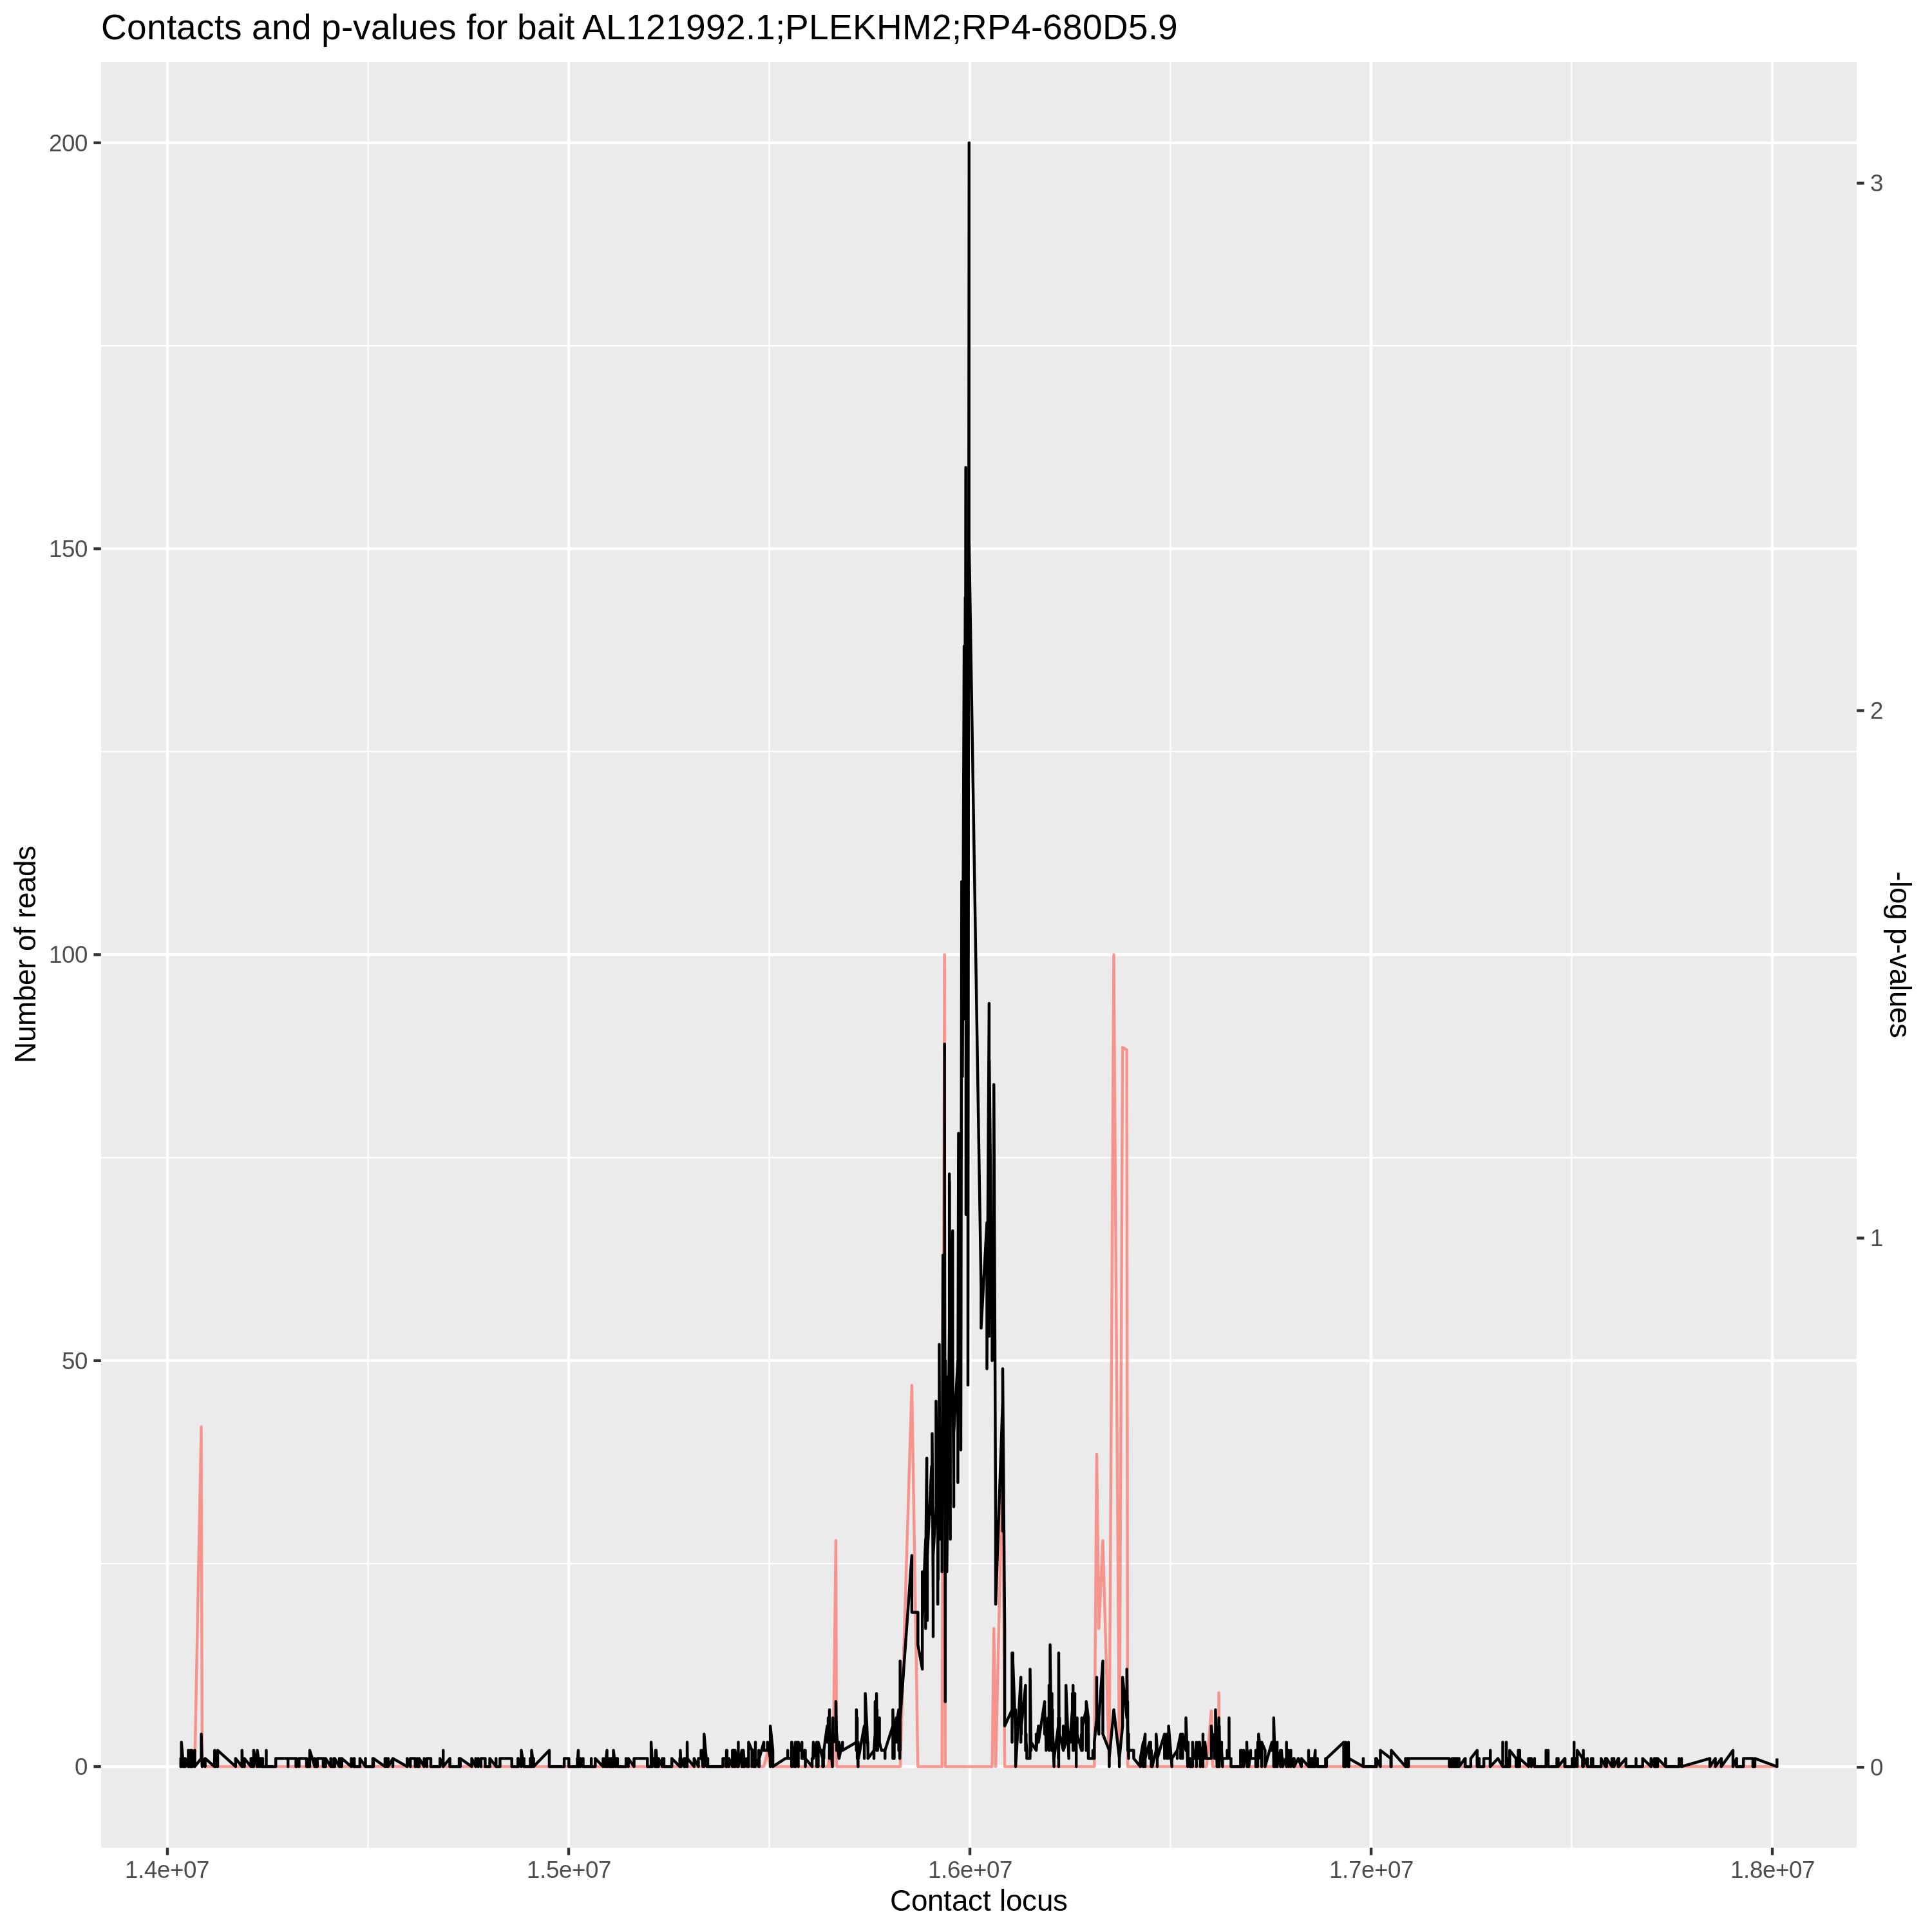 Contacts and p-values for bait AL121992.1;PLEKHM2;RP4-680D5.9
200
150
100
50
0
Number of reads
3
2
1
0
-log p-values
1.4e+07
1.5e+07
1.6e+07
1.7e+07
1.8e+07
Contact locus